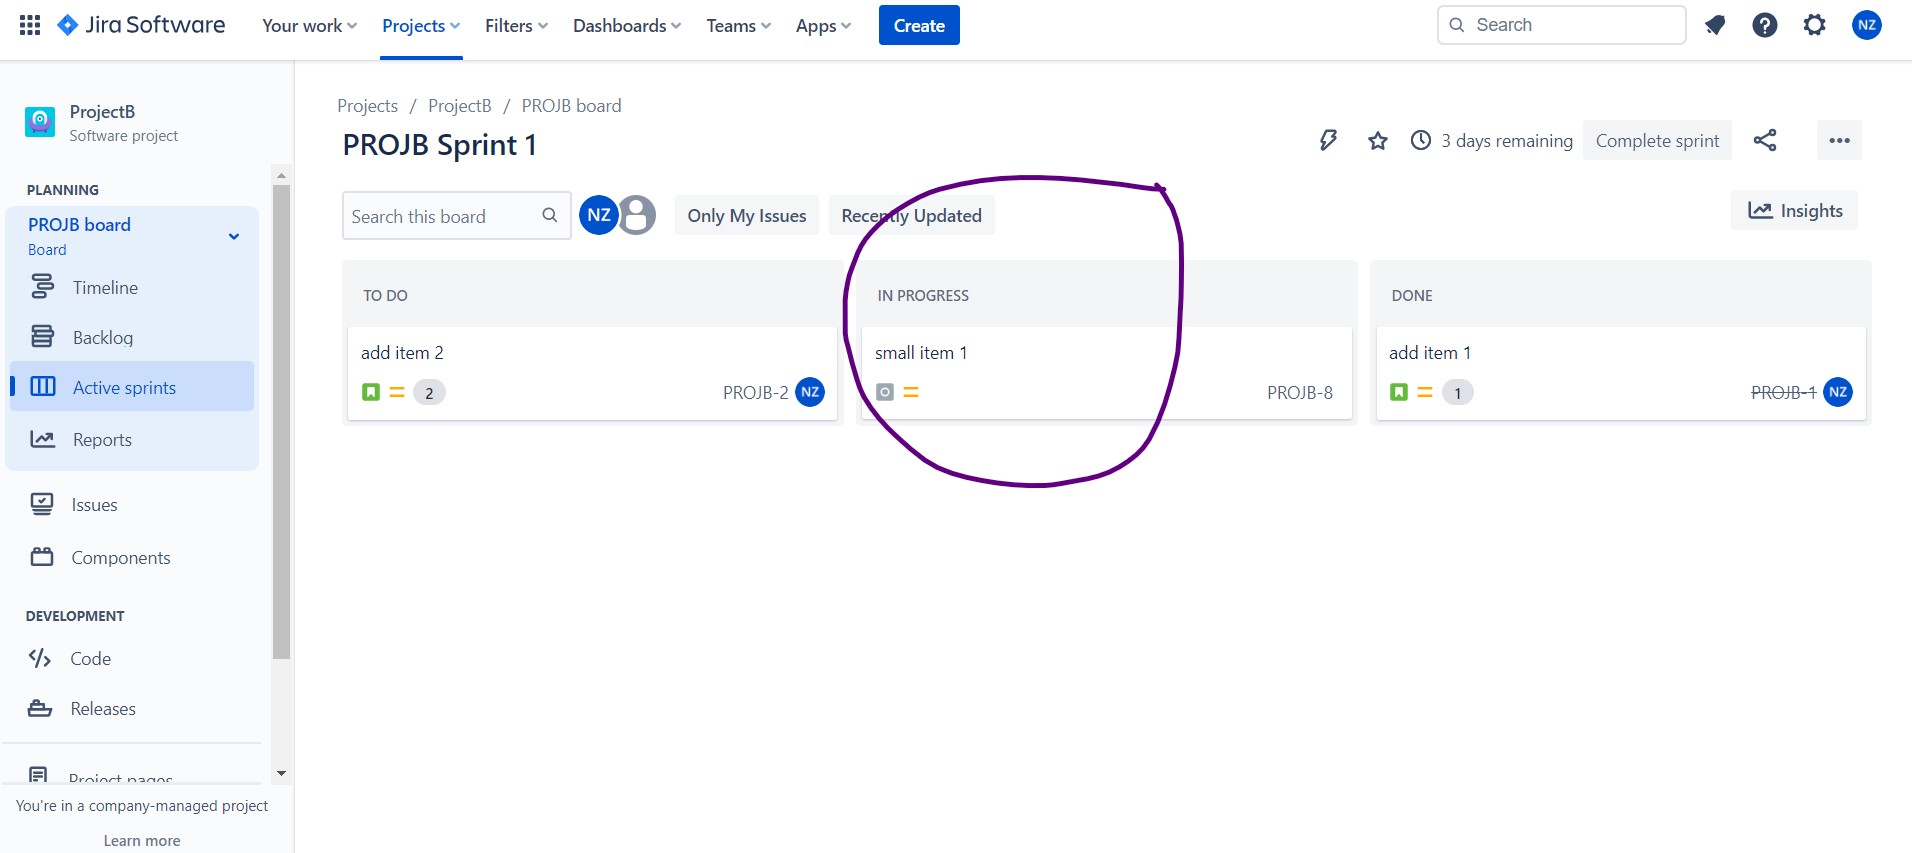 Jira Software Your work Projects Filters Dashboards Teams Apps Create Search NZ
ProjectB
Software project
PLANNING
PROJB board
Board
Timeline
Backlog
Active sprints
Reports
Issues
Components
DEVELOPMENT
Code
Releases
Project pages
You're in a company-managed project
Learn more
Projects / ProjectB / PROJB board
PROJB Sprint 1
3 days remaining Complete sprint
Search this board NZ Only My Issues Recently Updated Insights
TO DO
add item 2
2 PROJB-2 NZ
IN PROGRESS
small item 1
PROJB-8
DONE
add item 1
1 PROJB-1 NZ